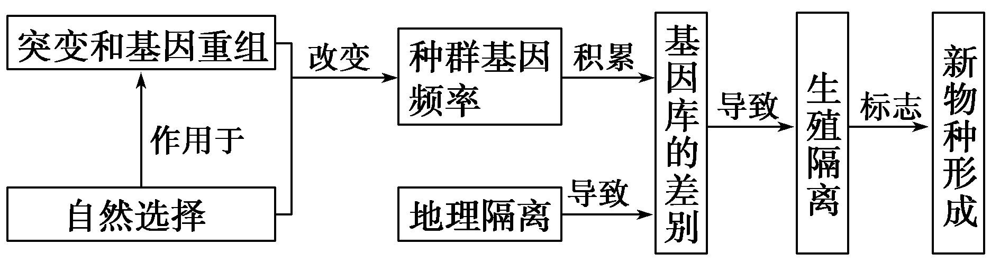 突变和基因重组
作用于
自然选择
改变
种群基因
频率
积累
地理隔离
导致
基因库的差别
导致
生殖隔离
标志
新物种形成